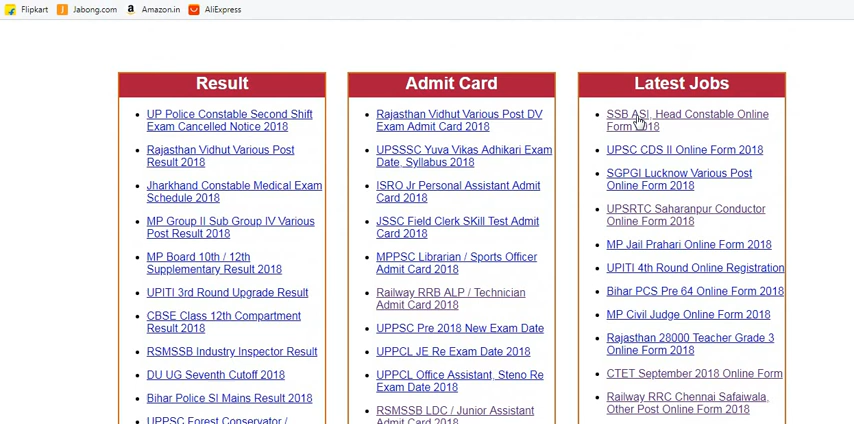 Flipkart Jabong.com Amazon.in AliExpress
Result
UP Police Constable Second Shift
Exam Cancelled Notice 2018
Rajasthan Vidhut Various Post
Result 2018
Jharkhand Constable Medical Exam
Schedule 2018
MP Group II Sub Group IV Various
Post Result 2018
MP Board 10th / 12th
Supplementary Result 2018
UPITI 3rd Round Upgrade Result
CBSE Class 12th Compartment
Result 2018
RSMSSB Industry Inspector Result
DU UG Seventh Cutoff 2018
Bihar Police SI Mains Result 2018
UPPSC Forest Conservator /
Admit Card
Rajasthan Vidhut Various Post DV
Exam Admit Card 2018
UPSSSC Yuva Vikas Adhikari Exam
Date, Syllabus 2018
ISRO Jr Personal Assistant Admit
Card 2018
JSSC Field Clerk SKill Test Admit
Card 2018
MPPSC Librarian / Sports Officer
Admit Card 2018
Railway RRB ALP / Technician
Admit Card 2018
UPPSC Pre 2018 New Exam Date
UPPCL JE Re Exam Date 2018
UPPCL Office Assistant, Steno Re
Exam Date 2018
RSMSSB LDC / Junior Assistant
Admit Card 2018
Latest Jobs
SSB ASI, Head Constable Online
Form 2018
UPSC CDS II Online Form 2018
SGPGI Lucknow Various Post
Online Form 2018
UPSRTC Saharanpur Conductor
Online Form 2018
MP Jail Prahari Online Form 2018
UPITI 4th Round Online Registration
Bihar PCS Pre 64 Online Form 2018
MP Civil Judge Online Form 2018
Rajasthan 28000 Teacher Grade 3
Online Form 2018
CTET September 2018 Online Form
Railway RRC Chennai Safaiwala,
Other Post Online Form 2018